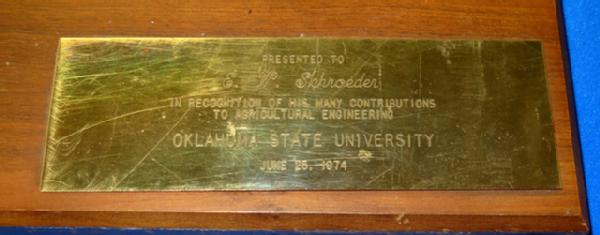 PRESENTED TO
E. W. Schroeder
IN RECOGNITION OF HIS MANY CONTRIBUTIONS
TO AGRICULTURAL ENGINEERING
OKLAHOMA STATE UNIVERSITY
JUNE 25, 1974